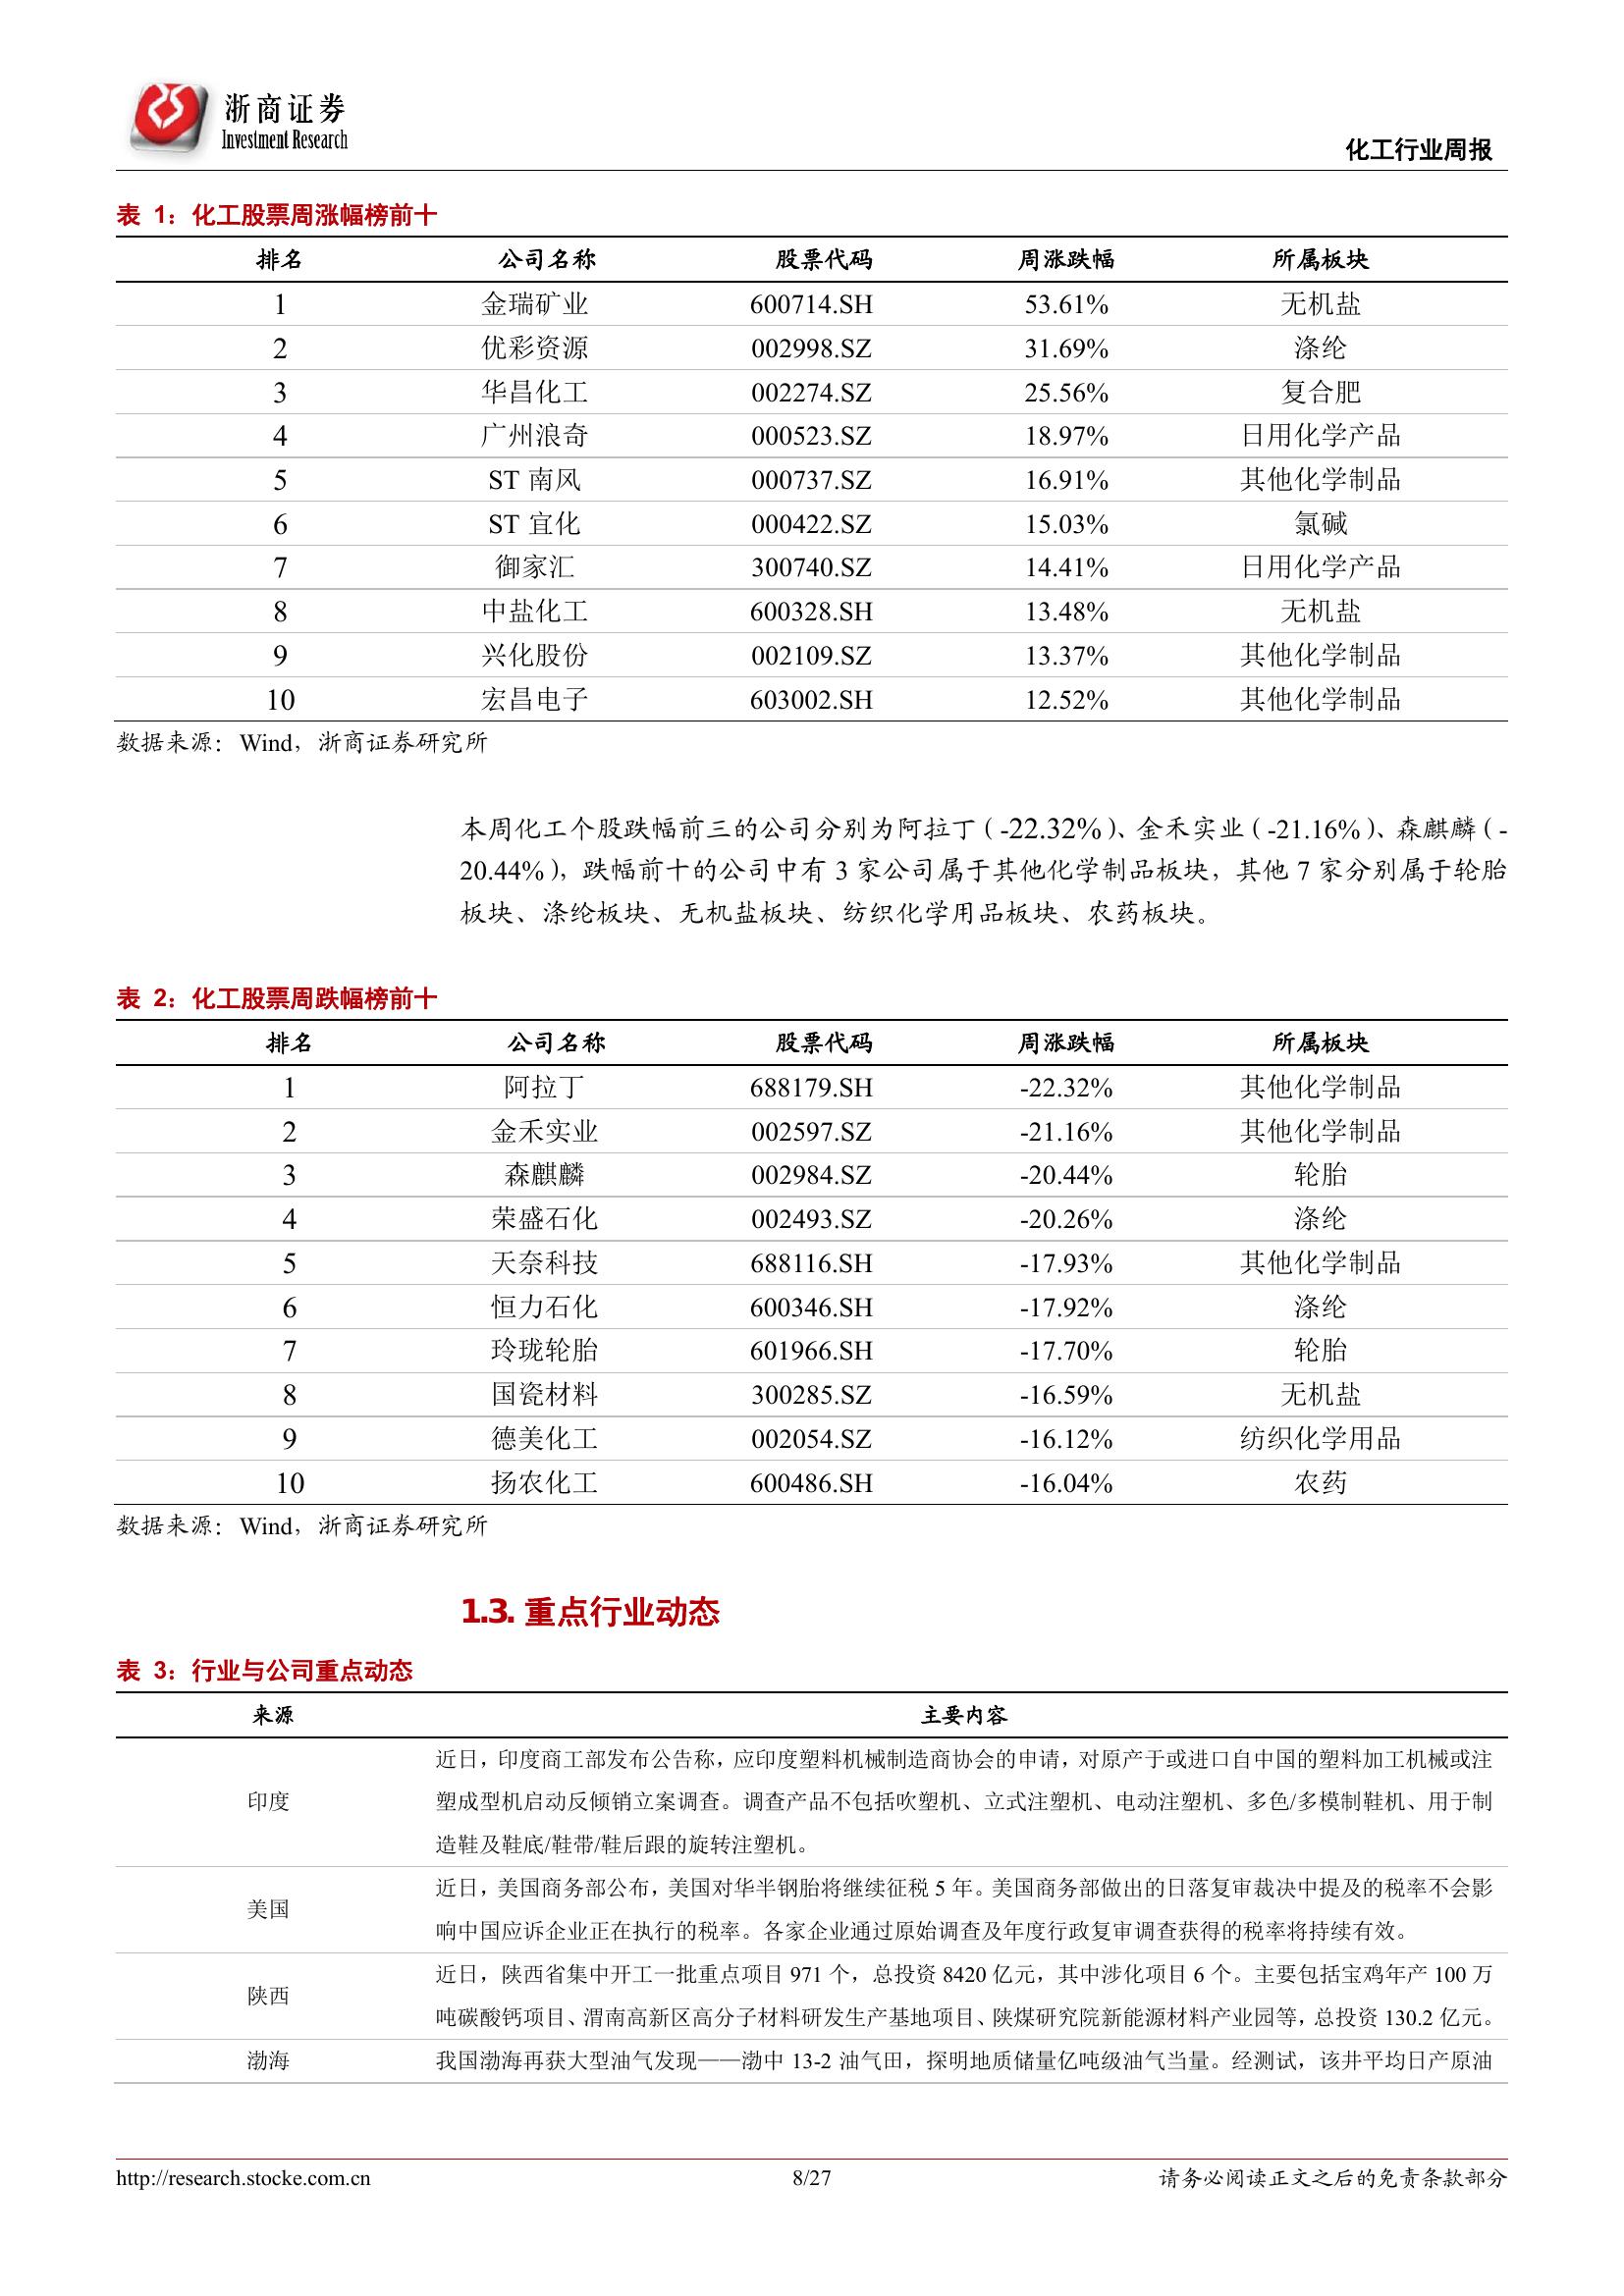 浙商证券
Investment Research
化工行业周报
表 1：化工股票周涨幅榜前十
排名 公司名称 股票代码 周涨跌幅 所属板块
1 金瑞矿业 600714.SH 53.61% 无机盐
2 优彩资源 002998.SZ 31.69% 涤纶
3 华昌化工 002274.SZ 25.56% 复合肥
4 广州浪奇 000523.SZ 18.97% 日用化学产品
5 ST 南风 000737.SZ 16.91% 其他化学制品
6 ST 宜化 000422.SZ 15.03% 氯碱
7 御家汇 300740.SZ 14.41% 日用化学产品
8 中盐化工 600328.SH 13.48% 无机盐
9 兴化股份 002109.SZ 13.37% 其他化学制品
10 宏昌电子 603002.SH 12.52% 其他化学制品
数据来源：Wind，浙商证券研究所
本周化工个股跌幅前三的公司分别为阿拉丁（-22.32%）、金禾实业（-21.16%）、森麒麟（-
20.44%），跌幅前十的公司中有 3 家公司属于其他化学制品板块，其他 7 家分别属于轮胎
板块、涤纶板块、无机盐板块、纺织化学用品板块、农药板块。
表 2：化工股票周跌幅榜前十
排名 公司名称 股票代码 周涨跌幅 所属板块
1 阿拉丁 688179.SH -22.32% 其他化学制品
2 金禾实业 002597.SZ -21.16% 其他化学制品
3 森麒麟 002984.SZ -20.44% 轮胎
4 荣盛石化 002493.SZ -20.26% 涤纶
5 天奈科技 688116.SH -17.93% 其他化学制品
6 恒力石化 600346.SH -17.92% 涤纶
7 玲珑轮胎 601966.SH -17.70% 轮胎
8 国瓷材料 300285.SZ -16.59% 无机盐
9 德美化工 002054.SZ -16.12% 纺织化学用品
10 扬农化工 600486.SH -16.04% 农药
数据来源：Wind，浙商证券研究所
1.3. 重点行业动态
表 3：行业与公司重点动态
来源 主要内容
近日，印度商工部发布公告称，应印度塑料机械制造商协会的申请，对原产于或进口自中国的塑料加工机械或注
印度 塑成型机启动反倾销立案调查。调查产品不包括吹塑机、立式注塑机、电动注塑机、多色/多模制鞋机、用于制
造鞋及鞋底/鞋带/鞋后跟的旋转注塑机。
美国 近日，美国商务部公布，美国对华半钢胎将继续征税 5 年。美国商务部做出的日落复审裁决中提及的税率不会影
响中国应诉企业正在执行的税率。各家企业通过原始调查及年度行政复审调查获得的税率将持续有效。
陕西 近日，陕西省集中开工一批重点项目 971 个，总投资 8420 亿元，其中涉化项目 6 个。主要包括宝鸡年产 100 万
吨碳酸钙项目、渭南高新区高分子材料研发生产基地项目、陕煤研究院新能源材料产业园等，总投资 130.2 亿元。
渤海 我国渤海再获大型油气发现——渤中 13-2 油气田，探明地质储量亿吨级油气当量。经测试，该井平均日产原油
http://research.stocke.com.cn 8/27 请务必阅读正文之后的免责条款部分